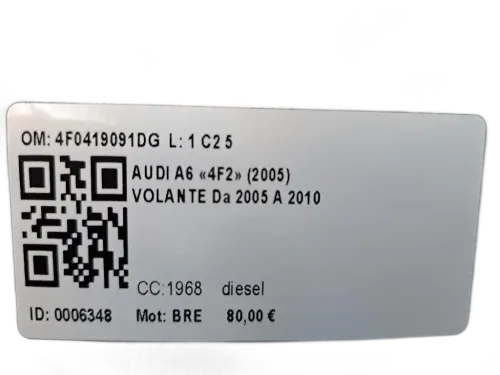 OM: 4F0419091DG L: 1 C2 5
AUDI A6 «4F2» (2005)
VOLANTE Da 2005 A 2010
CC:1968 diesel
ID: 0006348 Mot: BRE 80,00 €